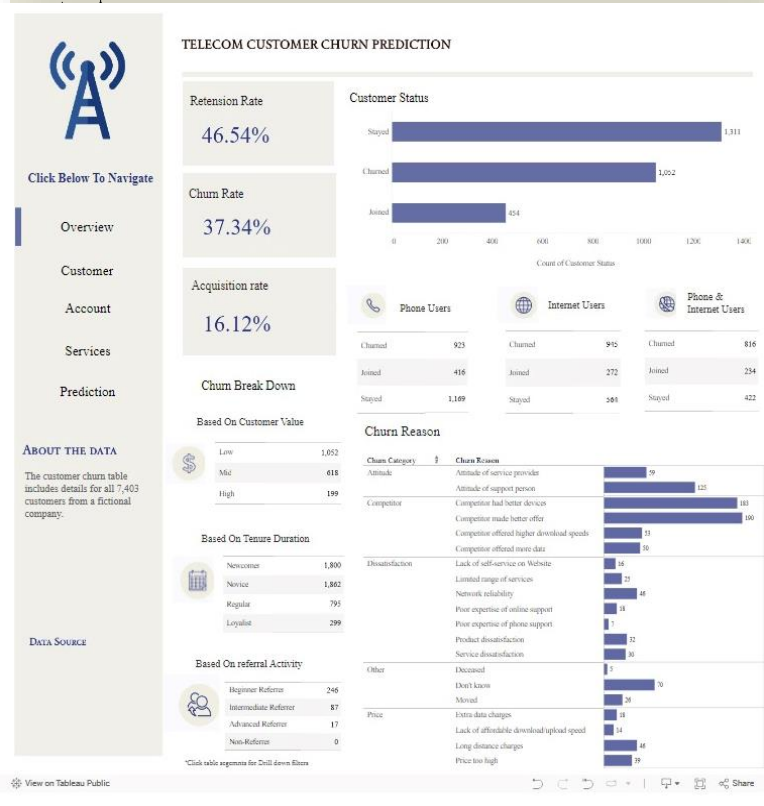 TELECOM CUSTOMER CHURN PREDICTION
Click Below To Navigate
Overview
Customer
Account
Services
Prediction
ABOUT THE DATA
The customer churn table
includes details for all 7,403
customers from a fictional
company.
DATA SOURCE
Retension Rate
46.54%
Churn Rate
37.34%
Acquisition rate
16.12%
Customer Status
Stayed 1,311
Churned 1,052
Joined 454
0 200 400 600 800 1000 1200 1400
Count of Customer Status
Phone Users
Churned 923
Joined 416
Stayed 1,169
Internet Users
Churned 945
Joined 272
Stayed
Phone &
Internet Users
Churned 816
Joined 234
Stayed 422
Churn Break Down
Based On Customer Value
Low 1,052
Mid 618
High 199
Based On Tenure Duration
Newcomer 1,800
Novice 1,862
Regular 795
Loyalist 299
Based On referral Activity
Beginner Referrer 246
Intermediate Referrer 87
Advanced Referrer 17
Non-Referrer 0
*Click table segments for Drill down filters
Churn Reason
Churn Category Churn Reason
Attitude Attitude of service provider 59
Attitude of support person 125
Competitor Competitor had better devices 183
Competitor made better offer 190
Competitor offered higher download speeds 53
Competitor offered more data 50
Dissatisfaction Lack of self-service on Website 16
Limited range of services 25
Network reliability 46
Poor expertise of online support 18
Poor expertise of phone support 7
Product dissatisfaction 32
Service dissatisfaction 30
Other Deceased 5
Don't know 70
Moved 26
Price Extra data charges 18
Lack of affordable download/upload speed 14
Long distance charges 46
Price too high 39
View on Tableau Public
Share